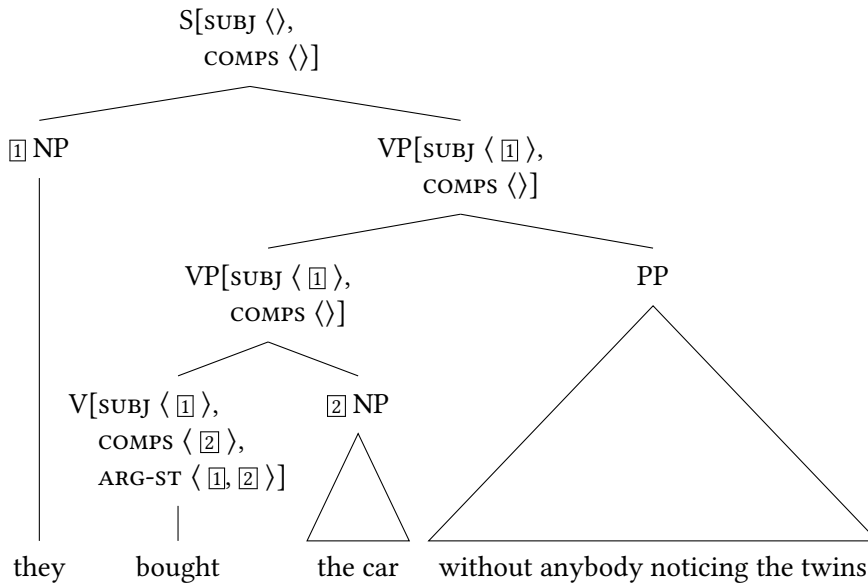 S[SUBJ ⟨⟩,
COMPS ⟨⟩]
1 NP
VP[SUBJ ⟨ 1 ⟩,
COMPS ⟨⟩]
VP[SUBJ ⟨ 1 ⟩,
COMPS ⟨⟩]
PP
V[SUBJ ⟨ 1 ⟩,
COMPS ⟨ 2 ⟩,
ARG-ST ⟨ 1, 2 ⟩]
2 NP
they bought the car without anybody noticing the twins